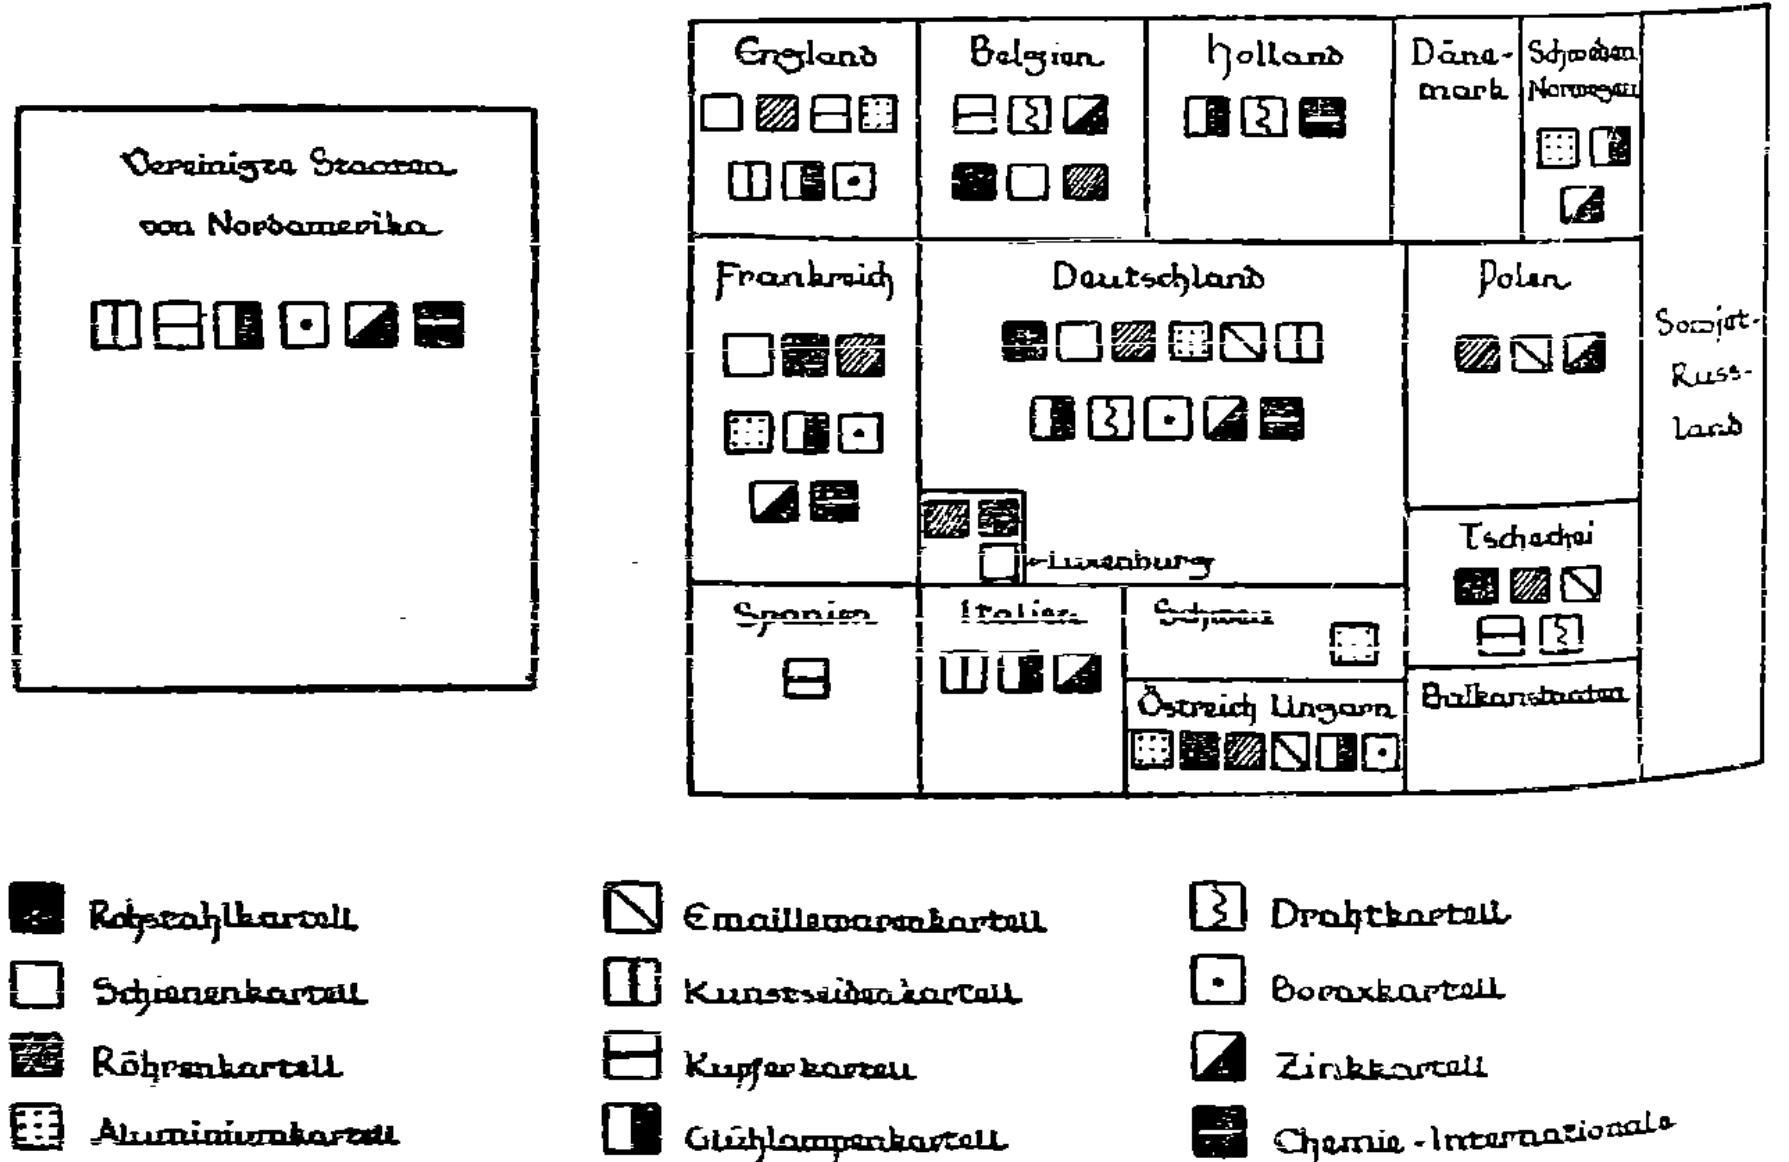 Vereinigte Staaten
von Nordamerika
England
Belgien
Holland
Däne-
mark
Schweden
Norwegen
Frankreich
Deutschland
Polen
Sowjet-
Russ-
land
Luxenburg
Tschechei
Spanien
Italien
Schweiz
Östreich Ungarn
Balkanstaaten
Rohstahlkartell
Schienenkartell
Röhrenkartell
Aluminiumkartell
Emaillewarenkartell
Kunstseidenkartell
Kupferkartell
Glühlampenkartell
Drahtkartell
Boraxkartell
Zinkkartell
Chemie-Internationale